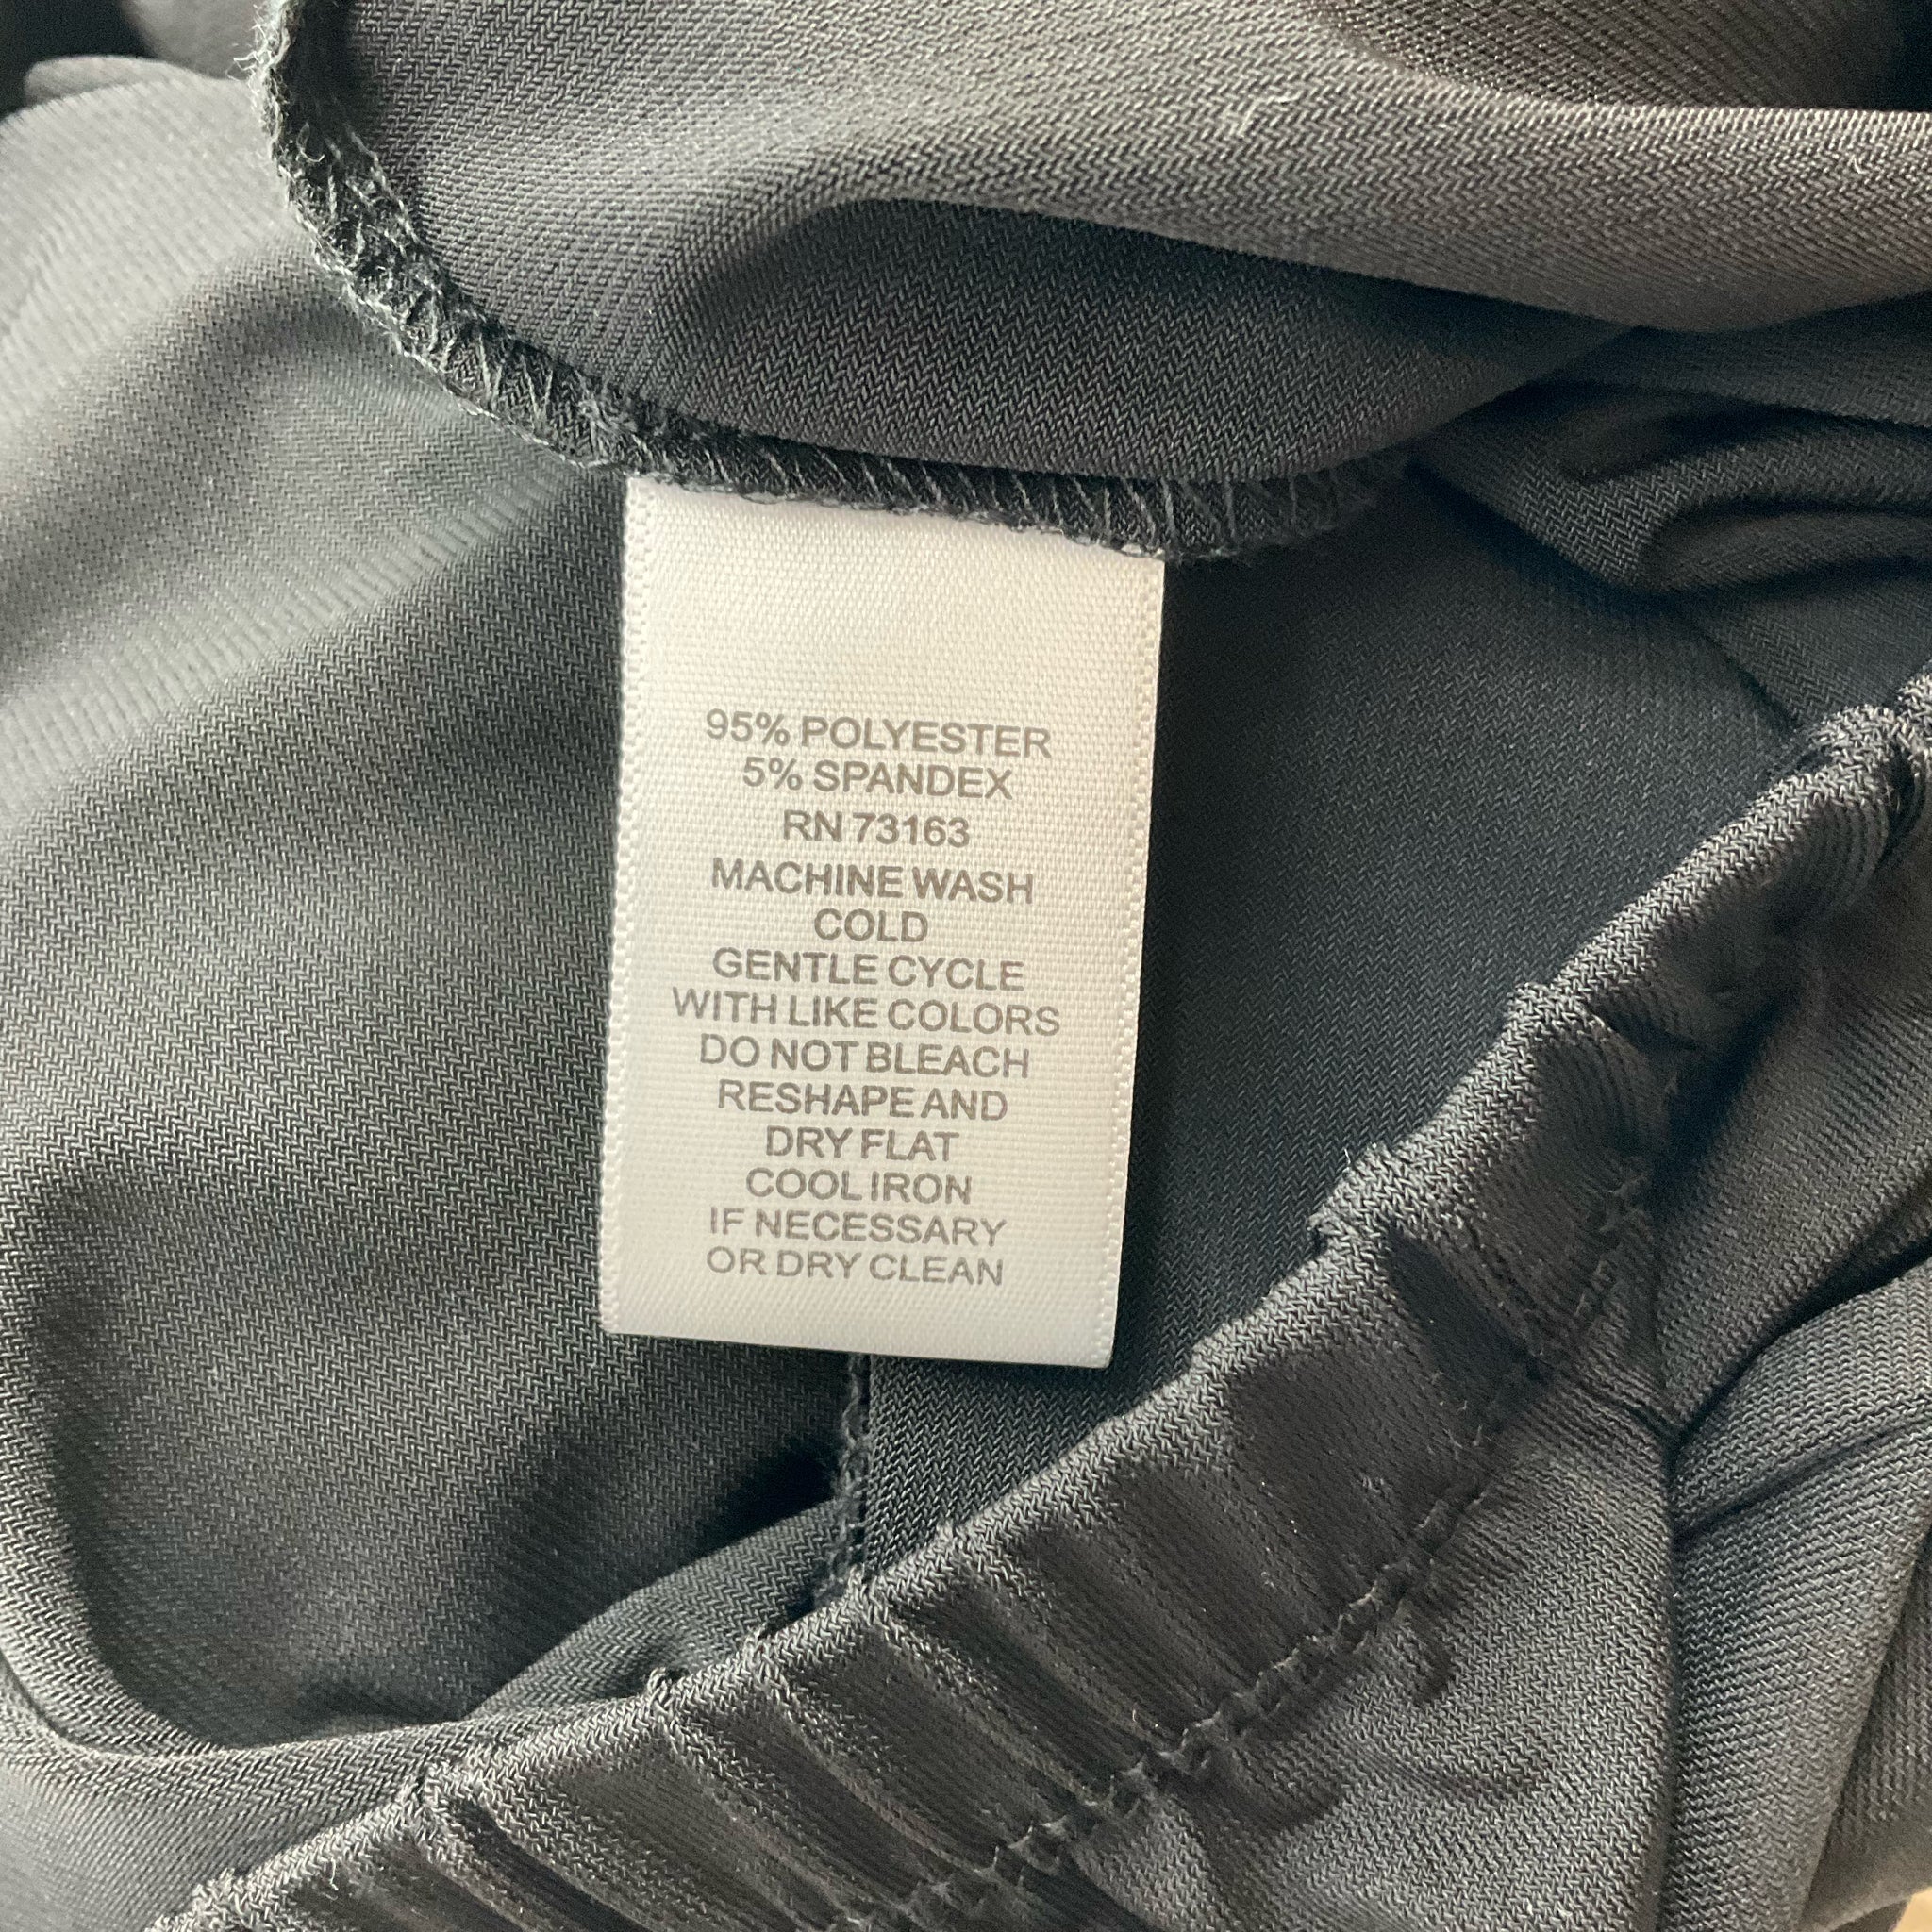 95% POLYESTER
5% SPANDEX
RN 73163
MACHINE WASH
COLD
GENTLE CYCLE
WITH LIKE COLORS
DO NOT BLEACH
RESHAPE AND
DRY FLAT
COOL IRON
IF NECESSARY
OR DRY CLEAN